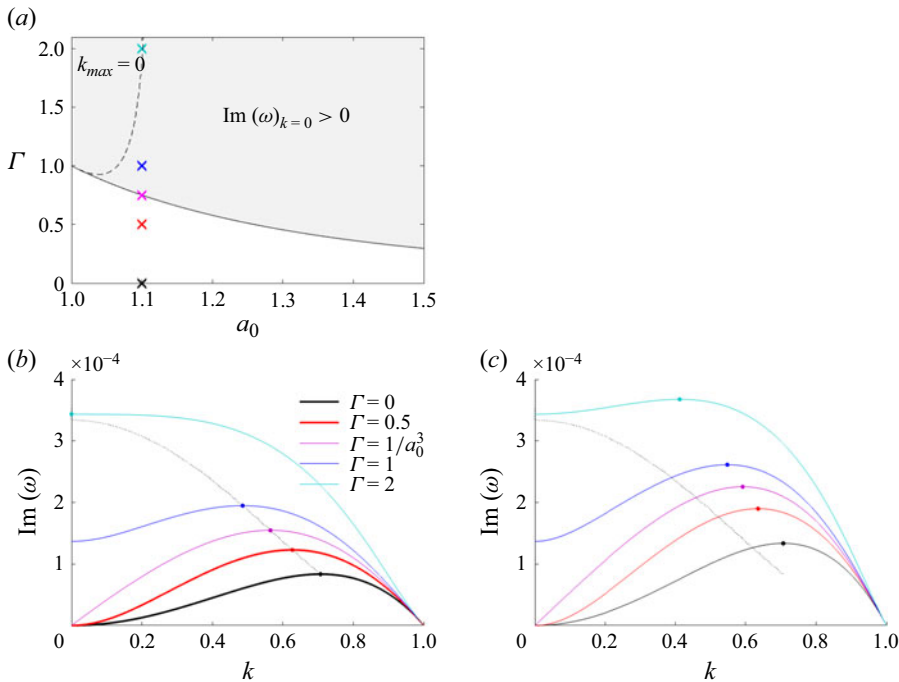 (a)
2.0
k_max = 0
1.5
Im (ω)_{k=0} > 0
Γ
1.0
0.5
0
1.0 1.1 1.2 1.3 1.4 1.5
a_0
(b)
×10^{−4}
4
3
2
1
0
Im (ω)
Γ = 0
Γ = 0.5
Γ = 1/a_0^3
Γ = 1
Γ = 2
0 0.2 0.4 0.6 0.8 1.0
k
(c)
×10^{−4}
4
3
2
1
Im (ω)
0 0.2 0.4 0.6 0.8 1.0
k